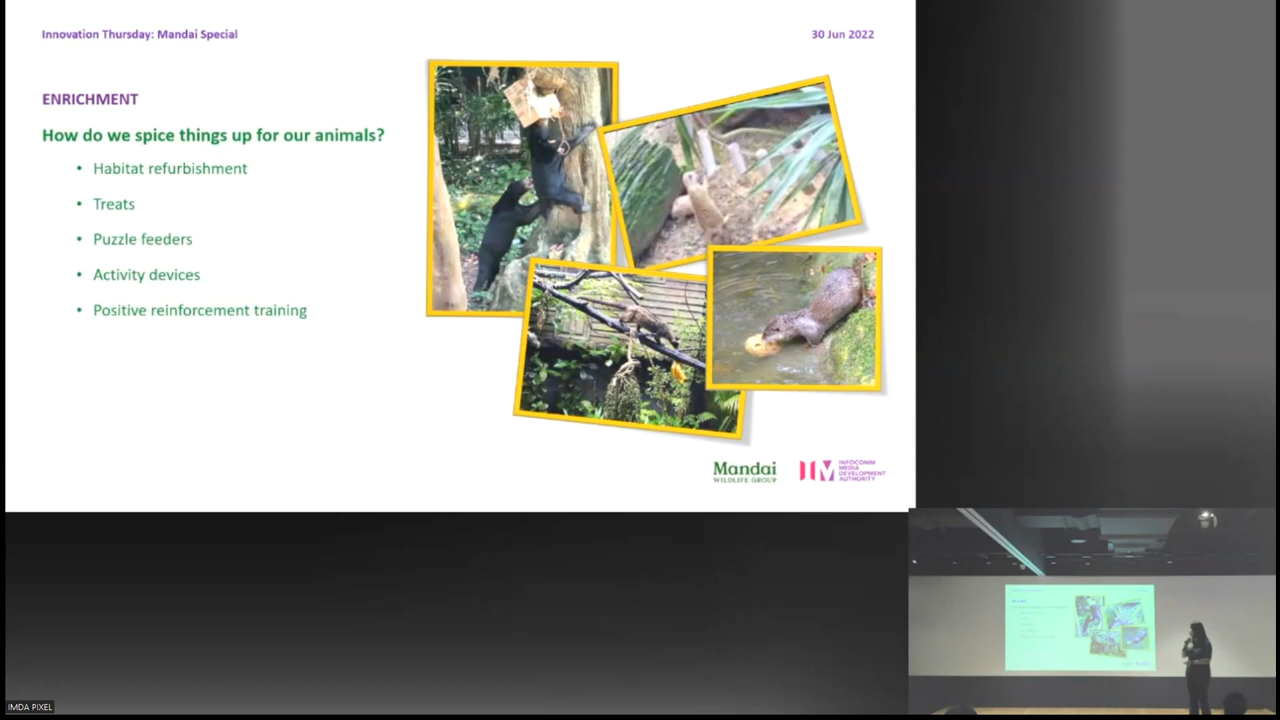 Innovation Thursday: Mandai Special
30 Jun 2022
ENRICHMENT
How do we spice things up for our animals?
• Habitat refurbishment
• Treats
• Puzzle feeders
• Activity devices
• Positive reinforcement training
Mandai
WILDLIFE GROUP
IM
INFOCOMM
MEDIA
DEVELOPMENT
AUTHORITY
IMDA PIXEL